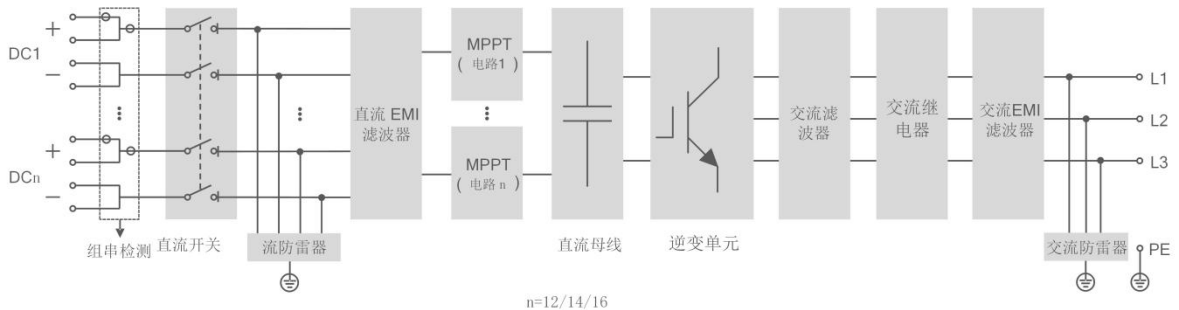 +
DC1
−
+
DCn
−
组串检测
直流开关
流防雷器
直流 EMI
滤波器
MPPT
( 电路1 )
MPPT
( 电路 n )
直流母线
逆变单元
交流滤
波器
交流继
电器
交流EMI
滤波器
交流防雷器
L1
L2
L3
PE
n=12/14/16